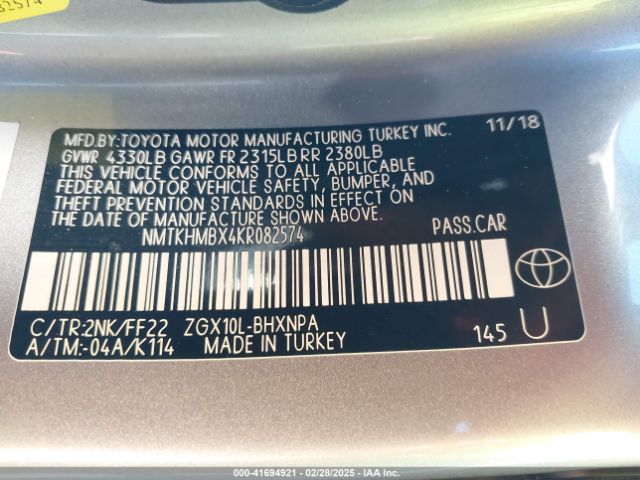 82574
MFD.BY:TOYOTA MOTOR MANUFACTURING TURKEY INC. 11/18
GVWR 4330LB GAWR FR 2315LB RR 2380LB
THIS VEHICLE CONFORMS TO ALL APPLICABLE
FEDERAL MOTOR VEHICLE SAFETY, BUMPER, AND
THEFT PREVENTION STANDARDS IN EFFECT ON
THE DATE OF MANUFACTURE SHOWN ABOVE.
NMTKHMBX4KR082574 PASS.CAR
C/TR:2NK/FF22 ZGX10L-BHXNPA
A/TM:-04A/K114 MADE IN TURKEY 145 U
000-41694921 | 02/28/2025 - IAA Inc.